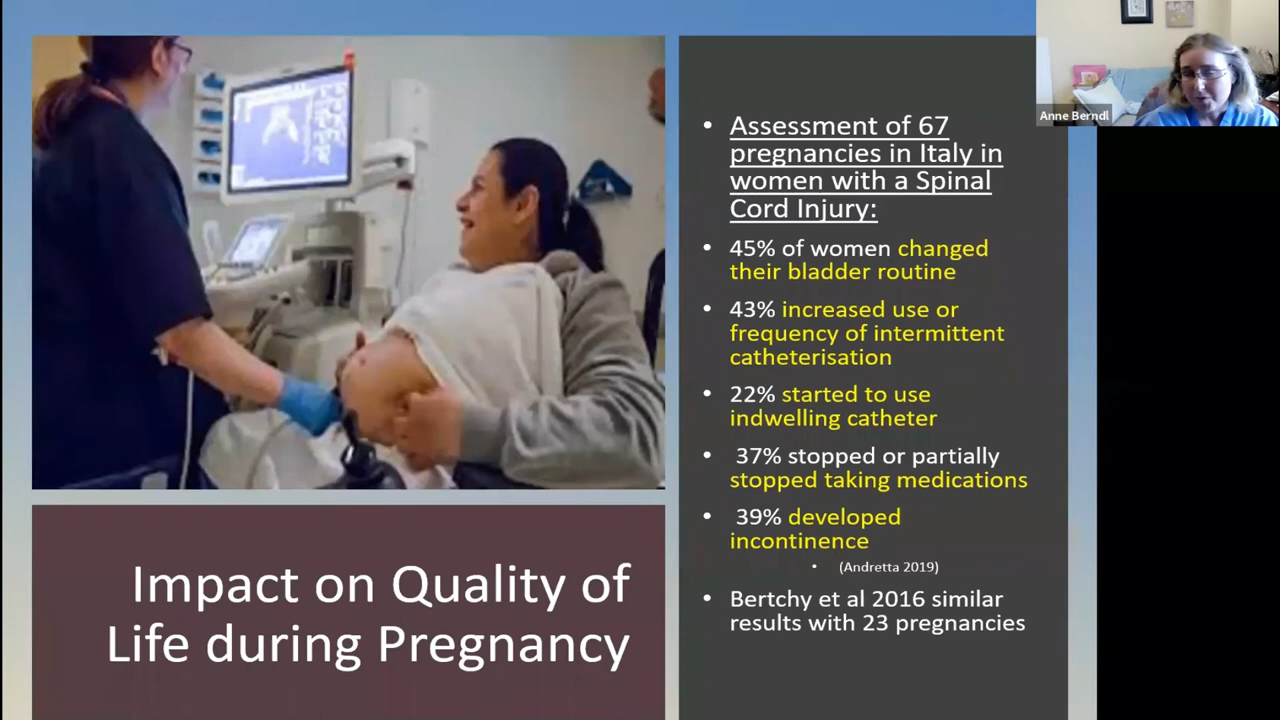 Anne Berndl
• Assessment of 67
pregnancies in Italy in
women with a Spinal
Cord Injury:
• 45% of women changed
their bladder routine
• 43% increased use or
frequency of intermittent
catheterisation
• 22% started to use
indwelling catheter
• 37% stopped or partially
stopped taking medications
• 39% developed
incontinence
• (Andretta 2019)
• Bertchy et al 2016 similar
results with 23 pregnancies
Impact on Quality of
Life during Pregnancy